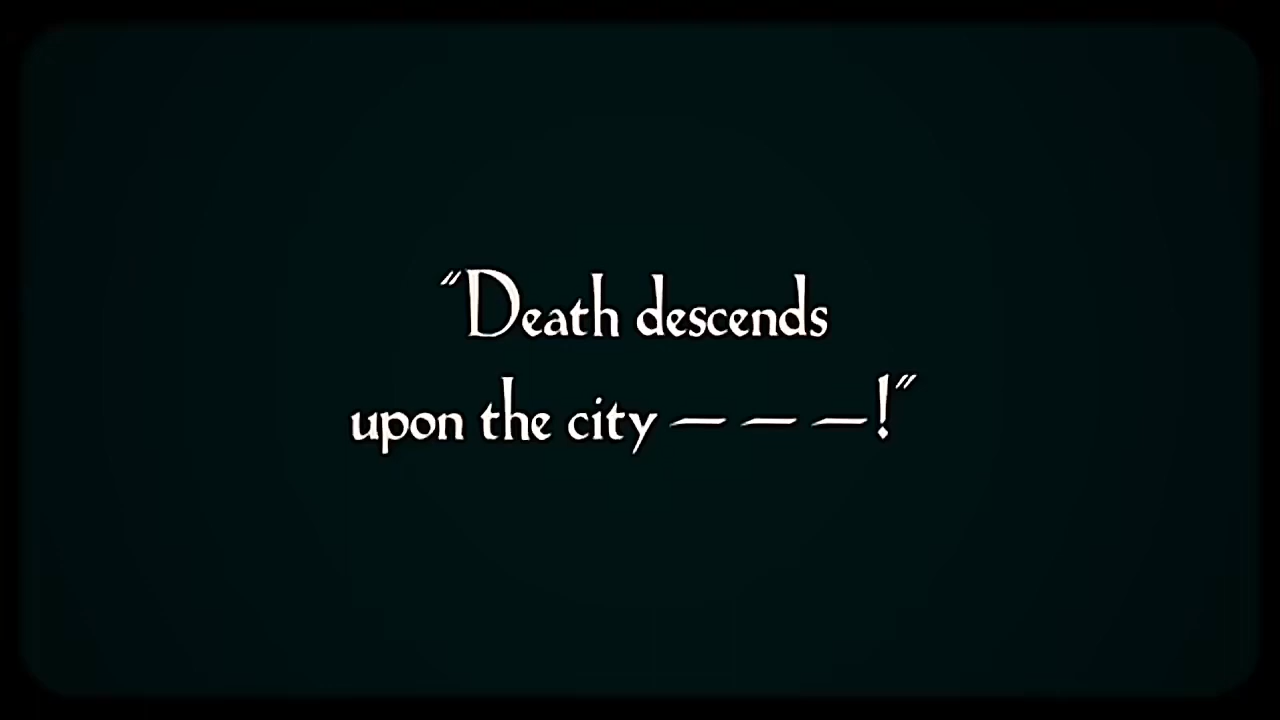 "Death descends
upon the city — — —!"